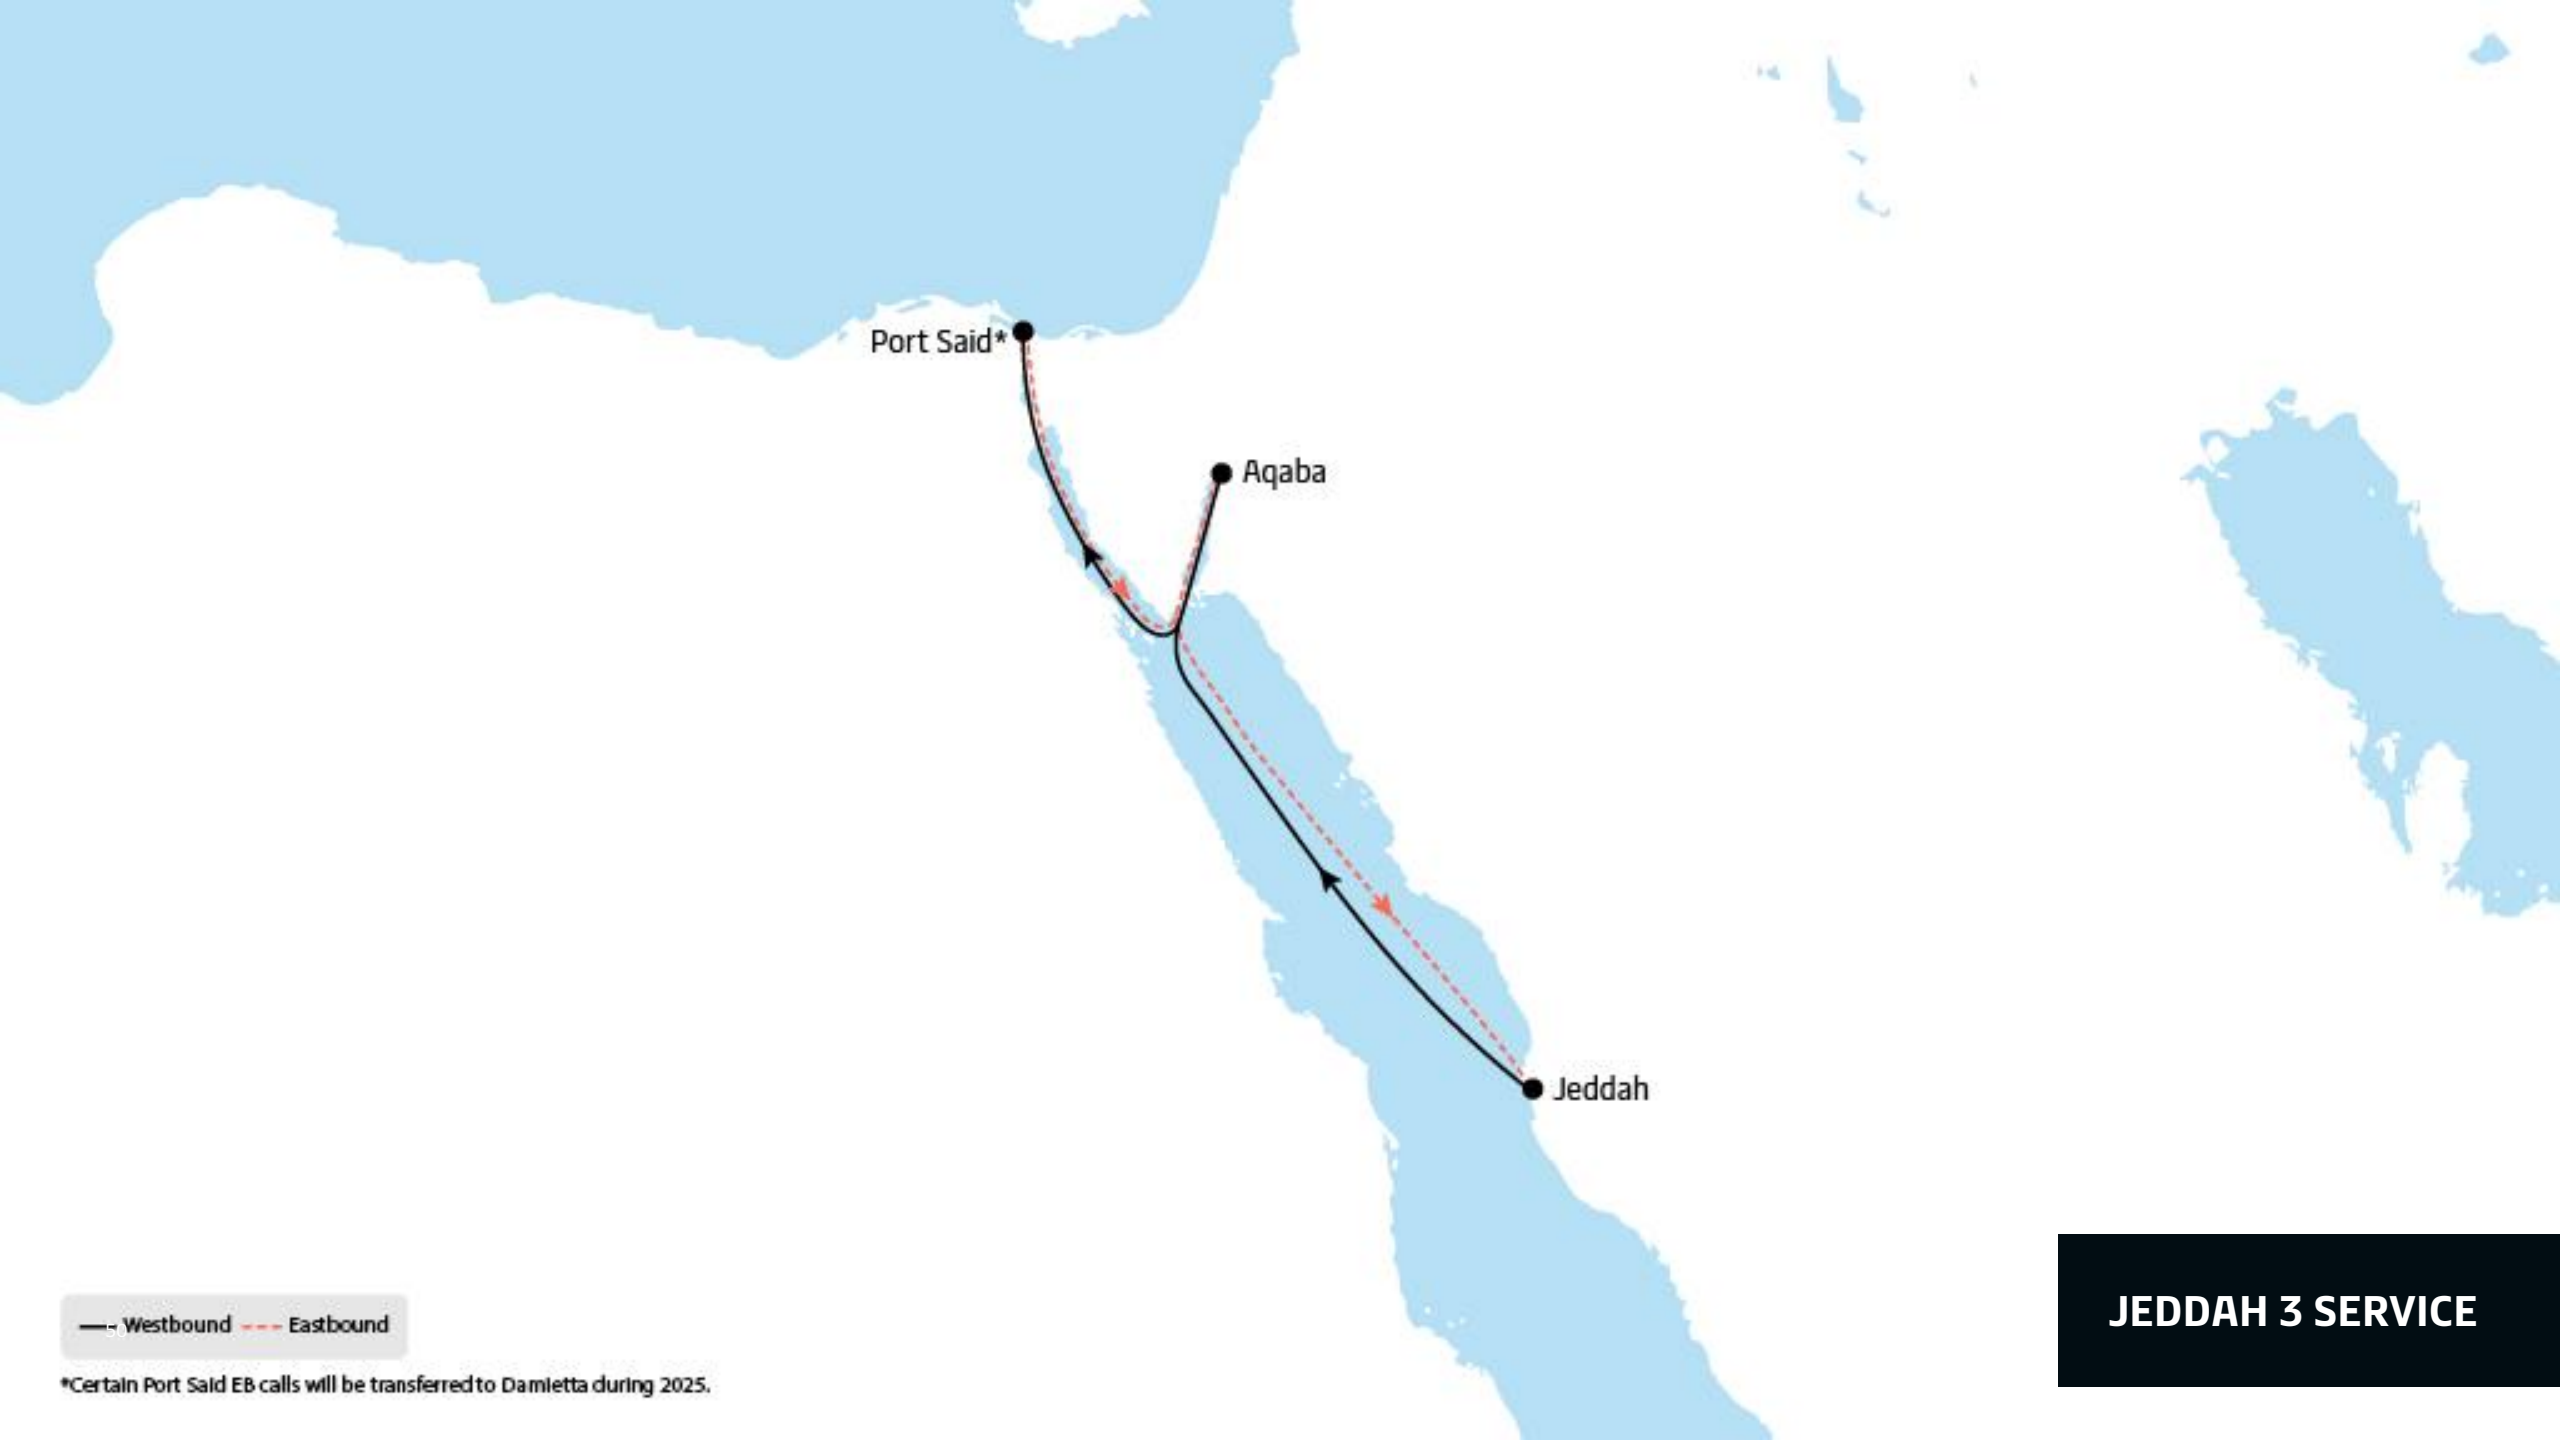 Port Said*
Aqaba
Jeddah
JEDDAH 3 SERVICE
50
Westbound Eastbound
*Certain Port Said EB calls will be transferred to Damietta during 2025.